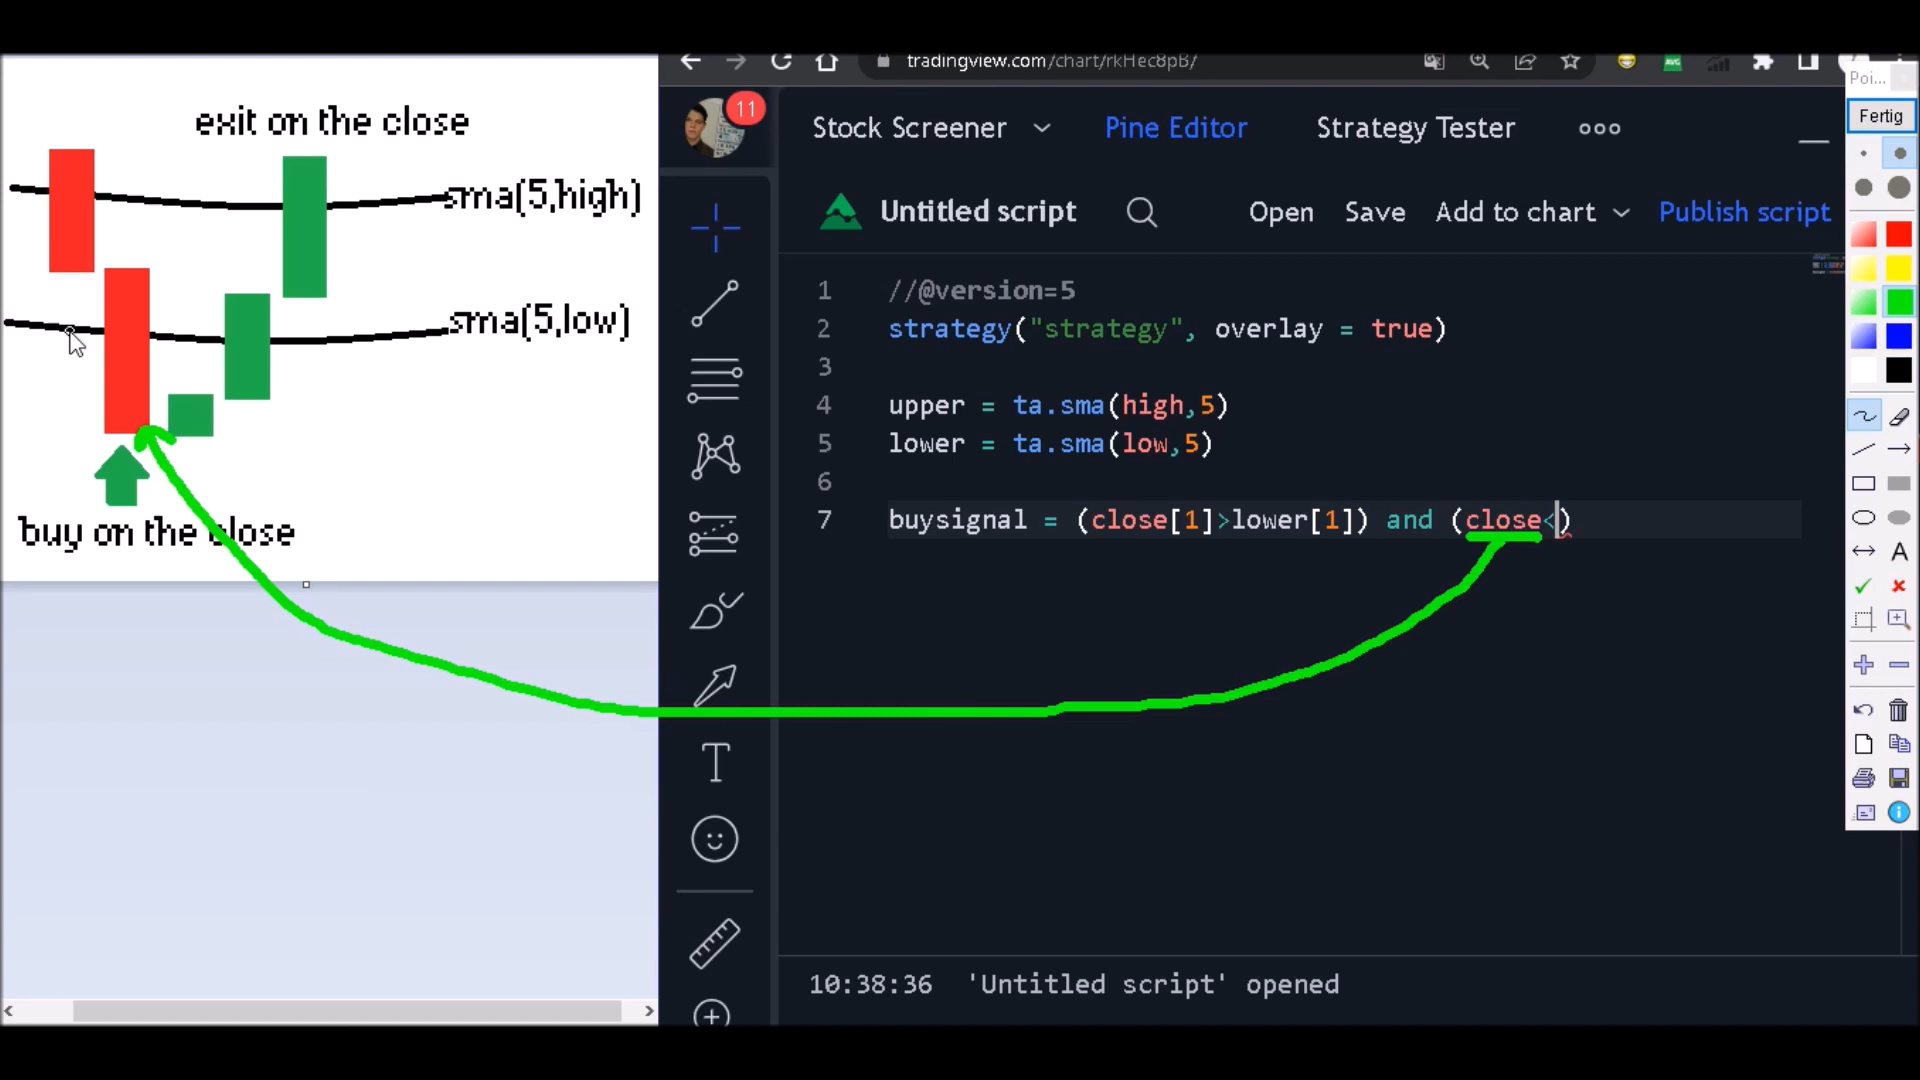 tradingview.com/chart/rkHec8pB/
Poi...
AVG
Fertig
exit on the close
sma(5,high)
sma(5,low)
buy on the close
11
Stock Screener
Pine Editor
Strategy Tester
Untitled script
Open
Save
Add to chart
Publish script
1 //@version=5
2 strategy("strategy", overlay = true)
3
4 upper = ta.sma(high,5)
5 lower = ta.sma(low,5)
6
7 buysignal = (close[1]>lower[1]) and (close<)
T
A
10:38:36 'Untitled script' opened